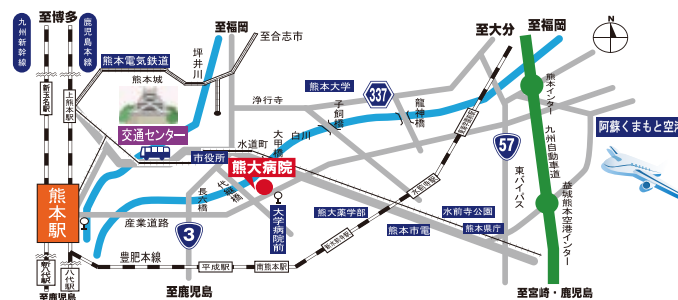 至博多
九州新幹線
鹿児島本線
至福岡
至合志市
坪井川
熊本電気鉄道
熊本城
新玉名駅
上熊本駅
交通センター
市役所
水道町
浄行寺
熊本大学
子飼橋
337
龍神橋
大甲橋
白川
熊大病院
代継橋
長六橋
大学病院前
熊本駅
産業道路
3
豊肥本線
平成駅
南熊本駅
新水前寺駅
水前寺駅
熊大薬学部
熊本市電
水前寺公園
熊本県庁
新八代駅
八代駅
至鹿児島
至鹿児島
至大分
至福岡
N
熊本インター
九州自動車道
57
東バイパス
益城熊本空港インター
阿蘇くまもと空港
至宮崎・鹿児島